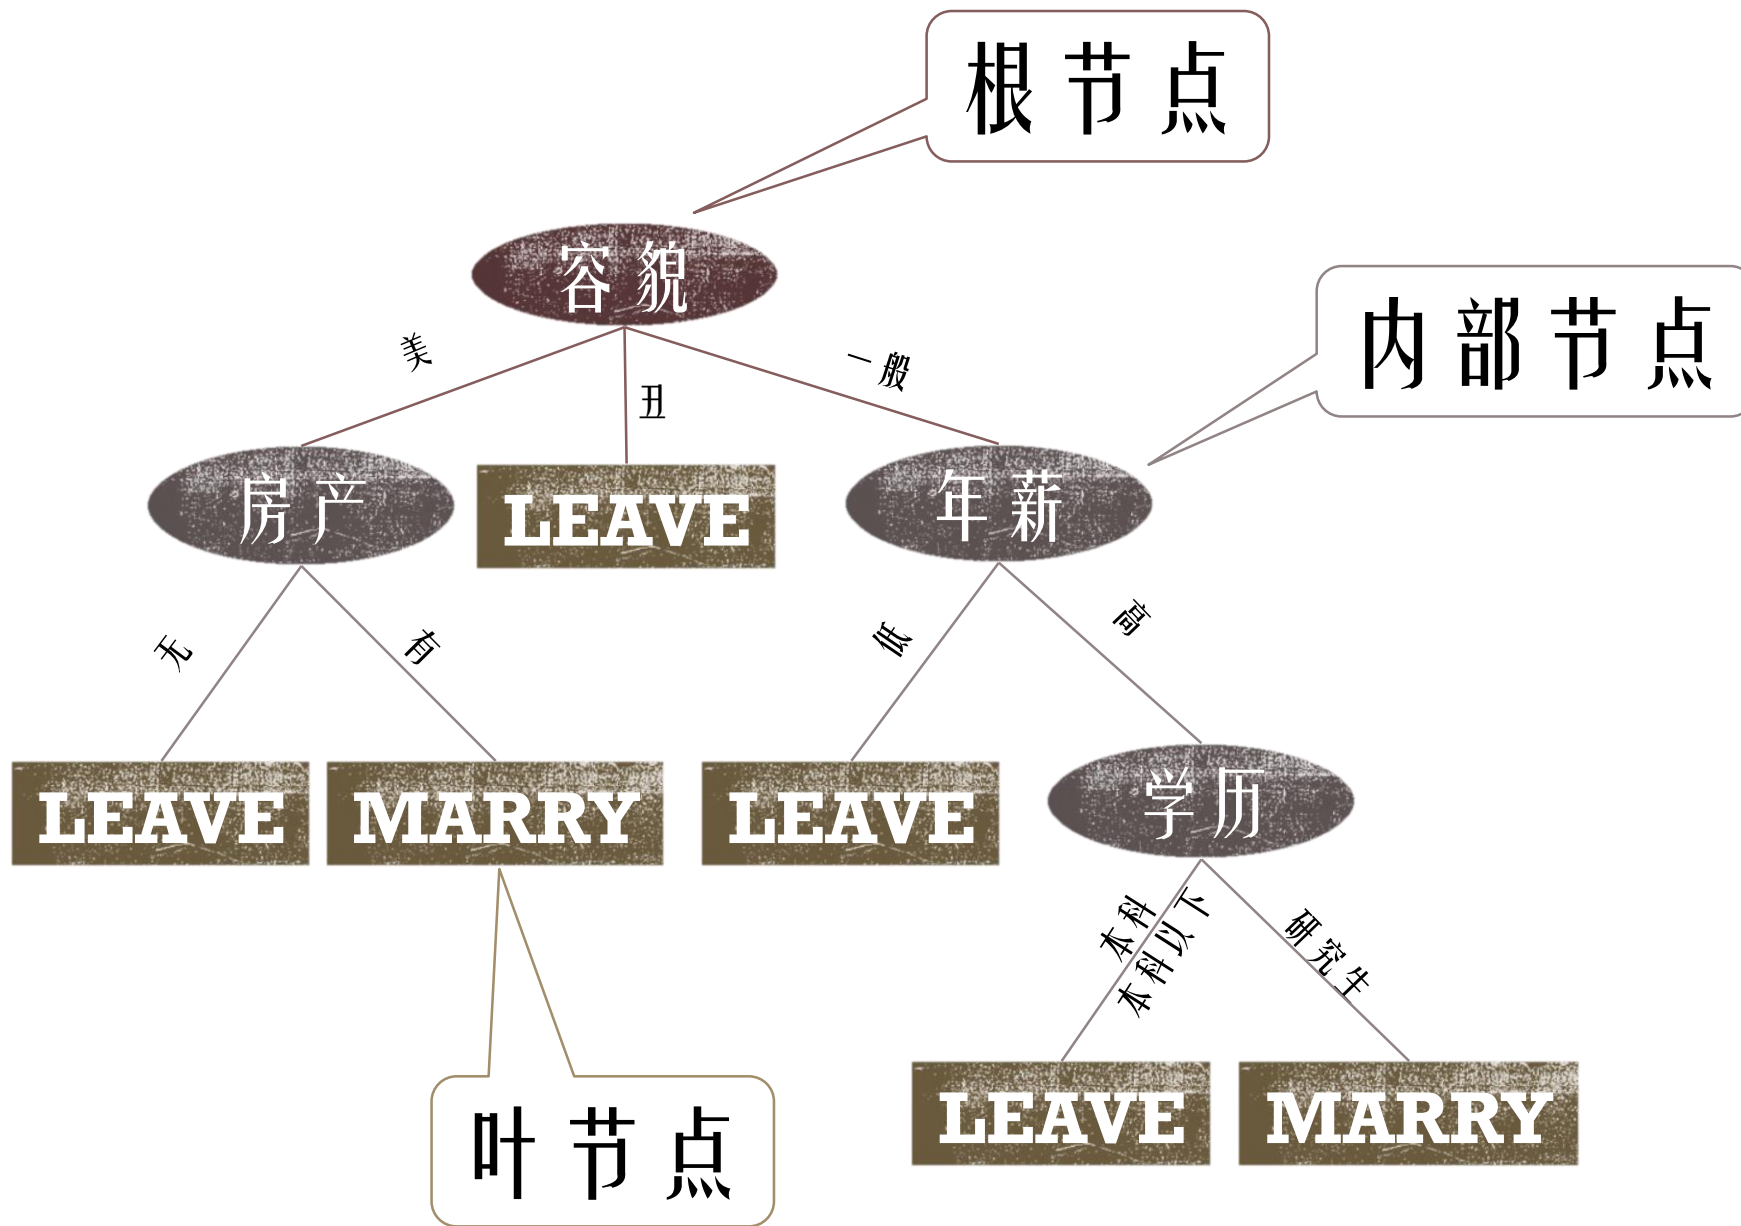 根节点
容貌
内部节点
美
丑
一般
房产
LEAVE
年薪
无
有
低
高
LEAVE
MARRY
LEAVE
学历
本科
本科以下
研究生
LEAVE
MARRY
叶节点